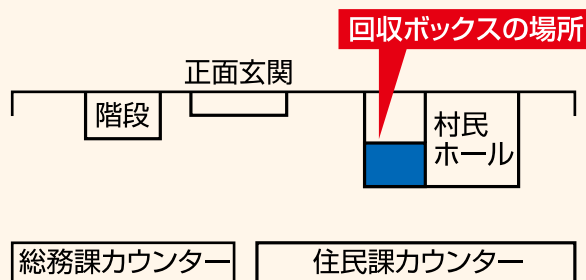 回収ボックスの場所
正面玄関
階段
村民
ホール
総務課カウンター
住民課カウンター